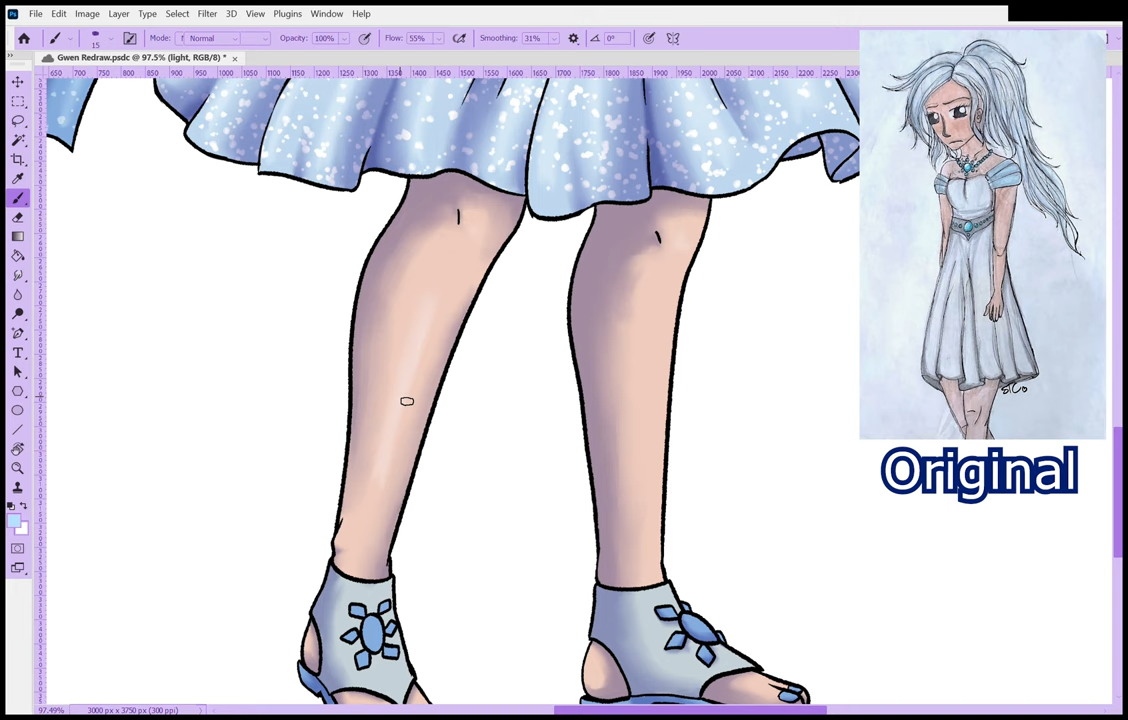 Ps File Edit Image Layer Type Select Filter 3D View Plugins Window Help
15 Mode: Normal Opacity: 100% Flow: 55% Smoothing: 31% 0°
Gwen Redraw.psdc @ 97.5% (light, RGB/8) * ×
650 700 750 800 850 900 950 1000 1050 1100 1150 1200 1250 1300 1350 1400 1450 1500 1550 1600 1650 1700 1750 1800 1850 1900 1950 2000 2050 2100 2150 2200 2250 2300
Original
97.49% 3000 px x 3750 px (300 ppi)